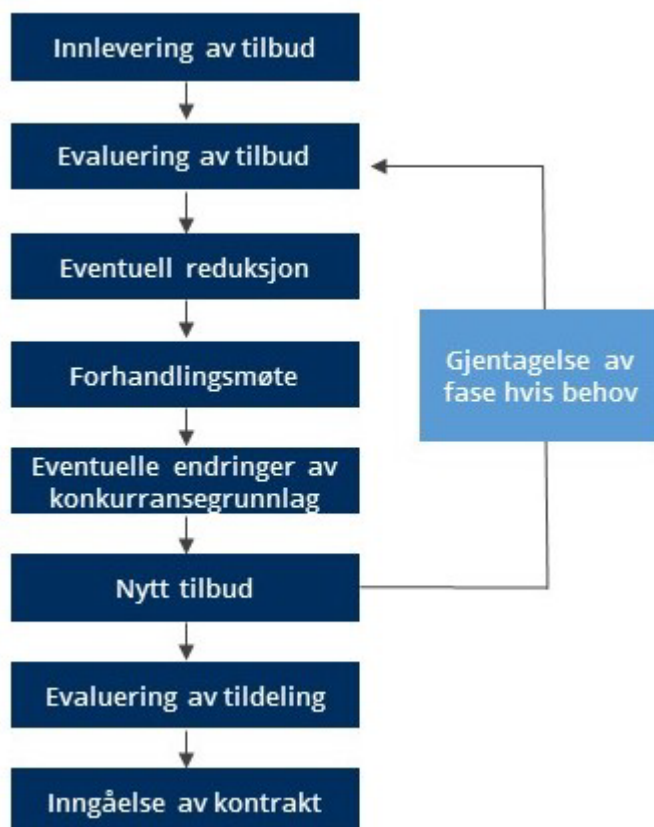 Innlevering av tilbud
Evaluering av tilbud
Eventuell reduksjon
Forhandlingsmøte
Eventuelle endringer av
konkurransegrunnlag
Nytt tilbud
Evaluering av tildeling
Inngåelse av kontrakt
Gjentagelse av
fase hvis behov